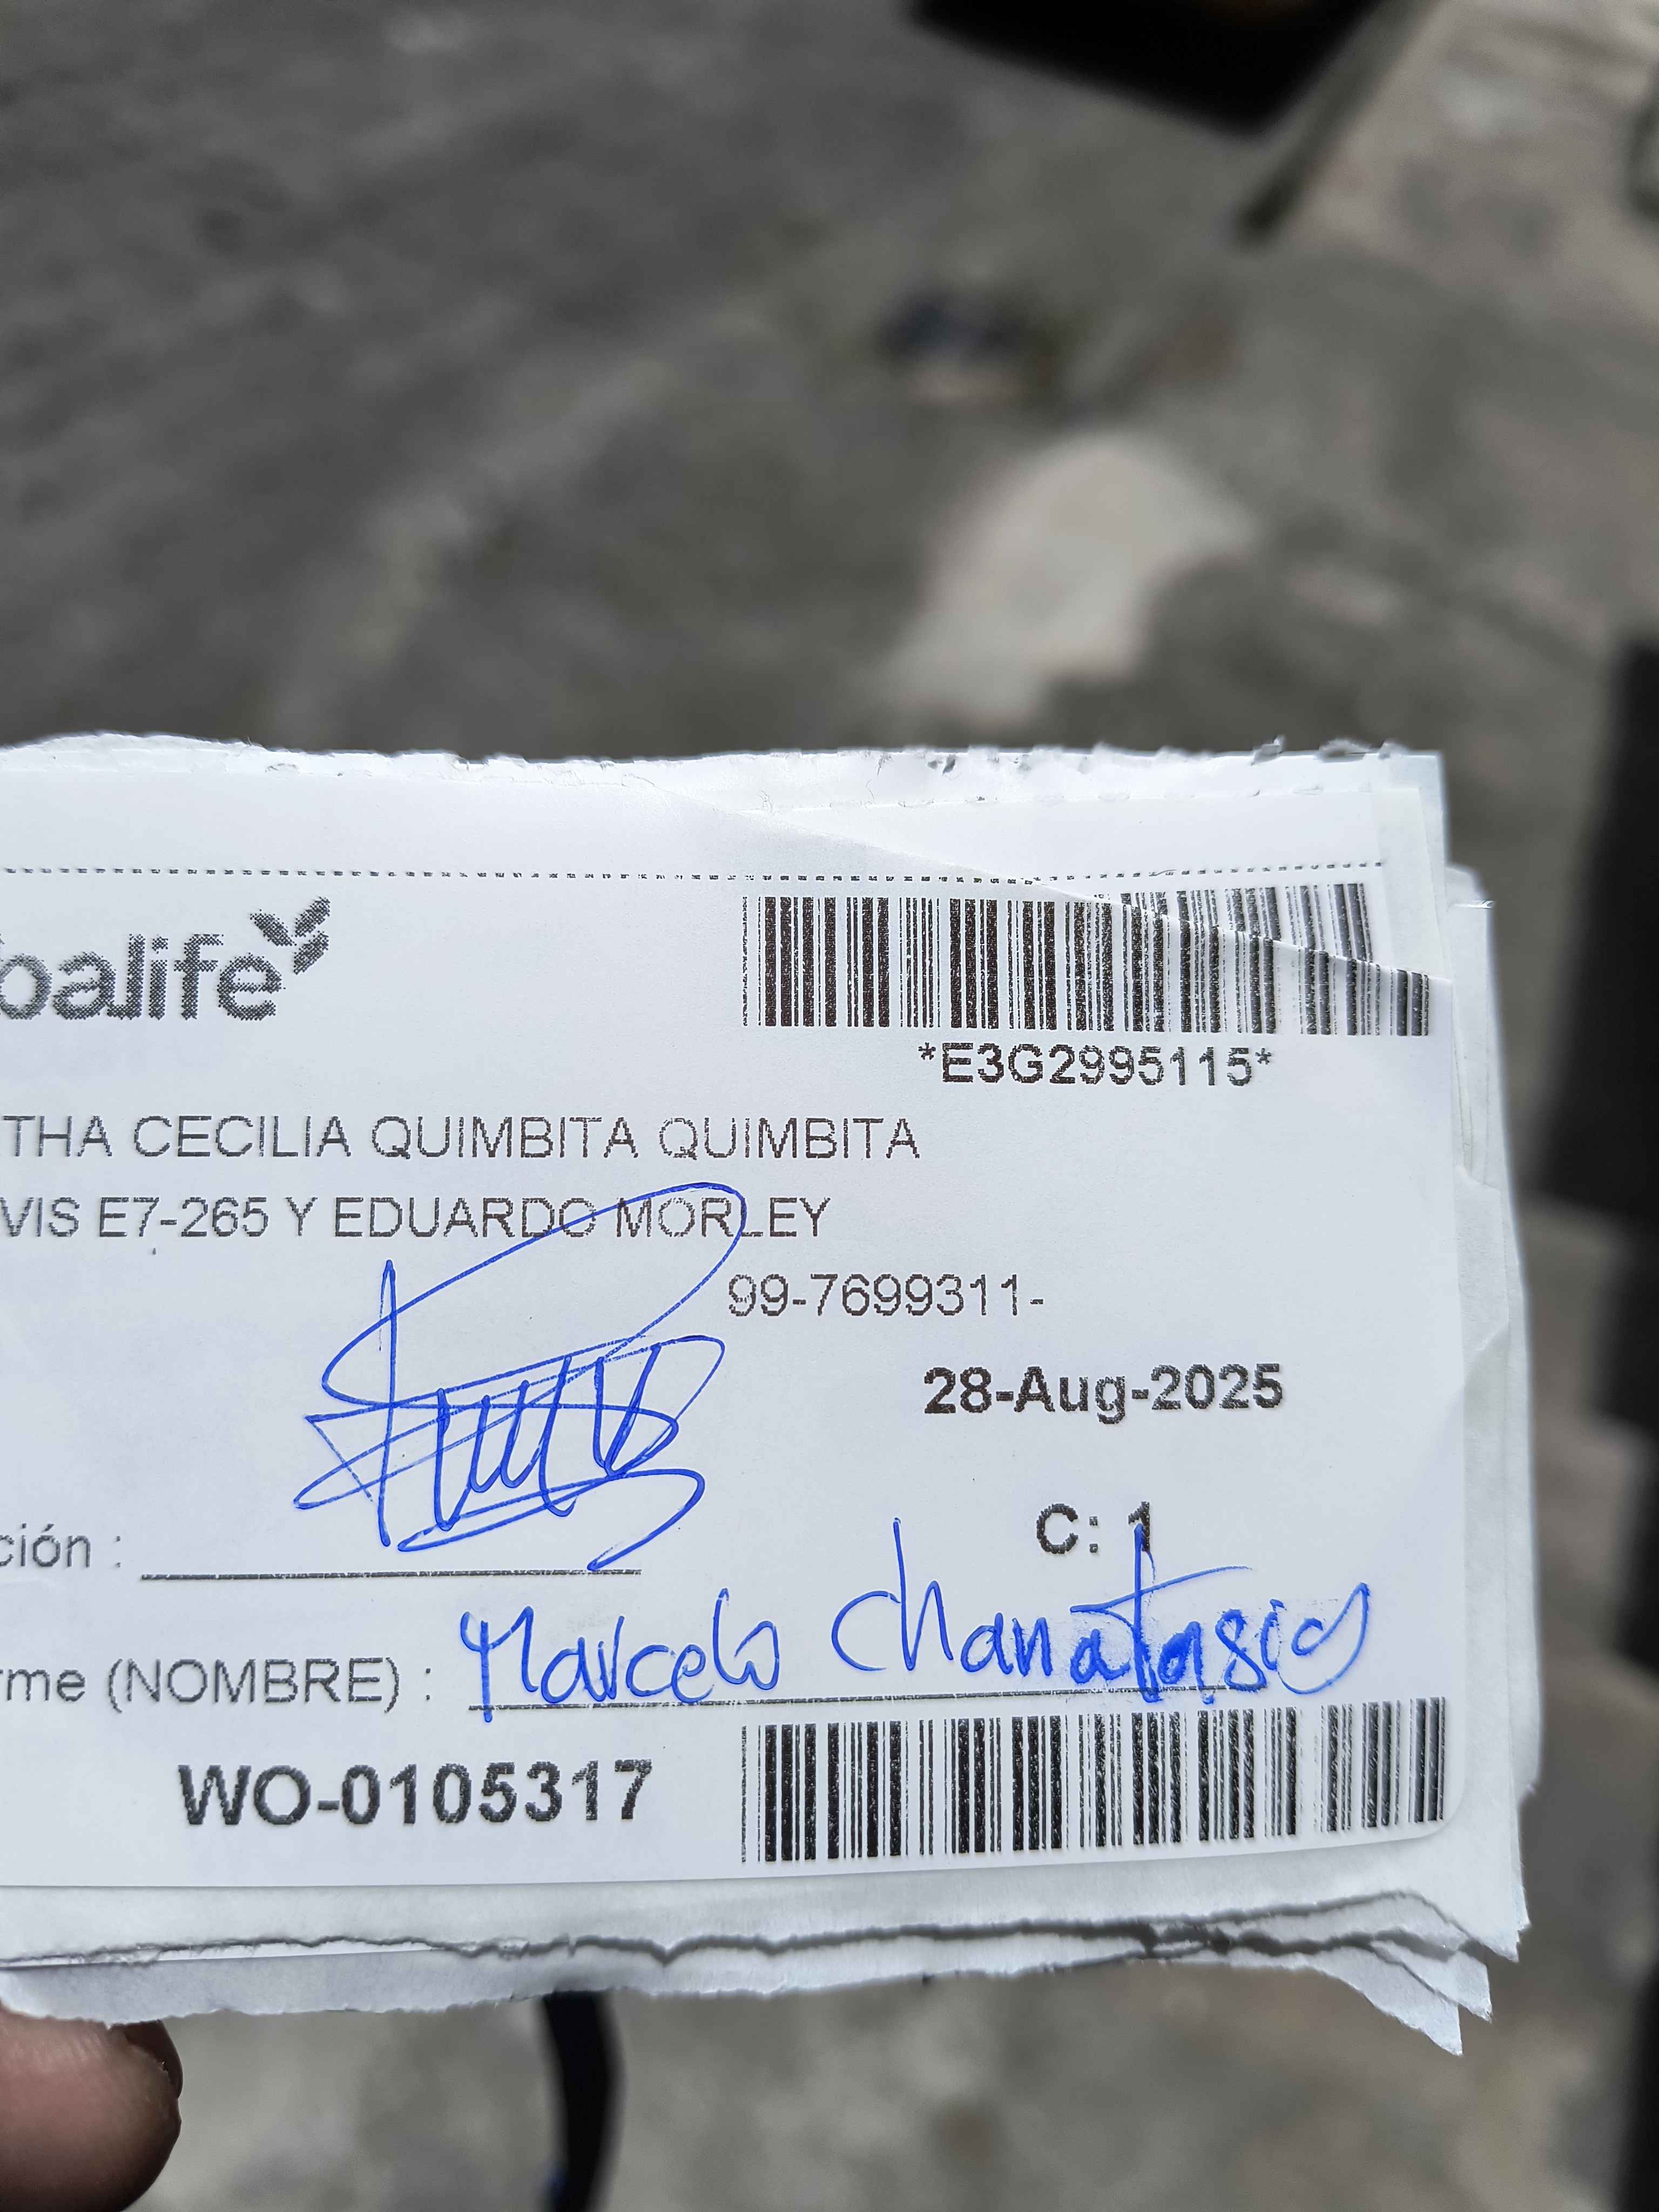 balife
*E3G2995115*
THA CECILIA QUIMBITA QUIMBITA
VIS E7-265 Y EDUARDO MORLEY
99-7699311-
28-Aug-2025
C: 1
ción :
rme (NOMBRE) : Marcelo Chanatasig
WO-0105317